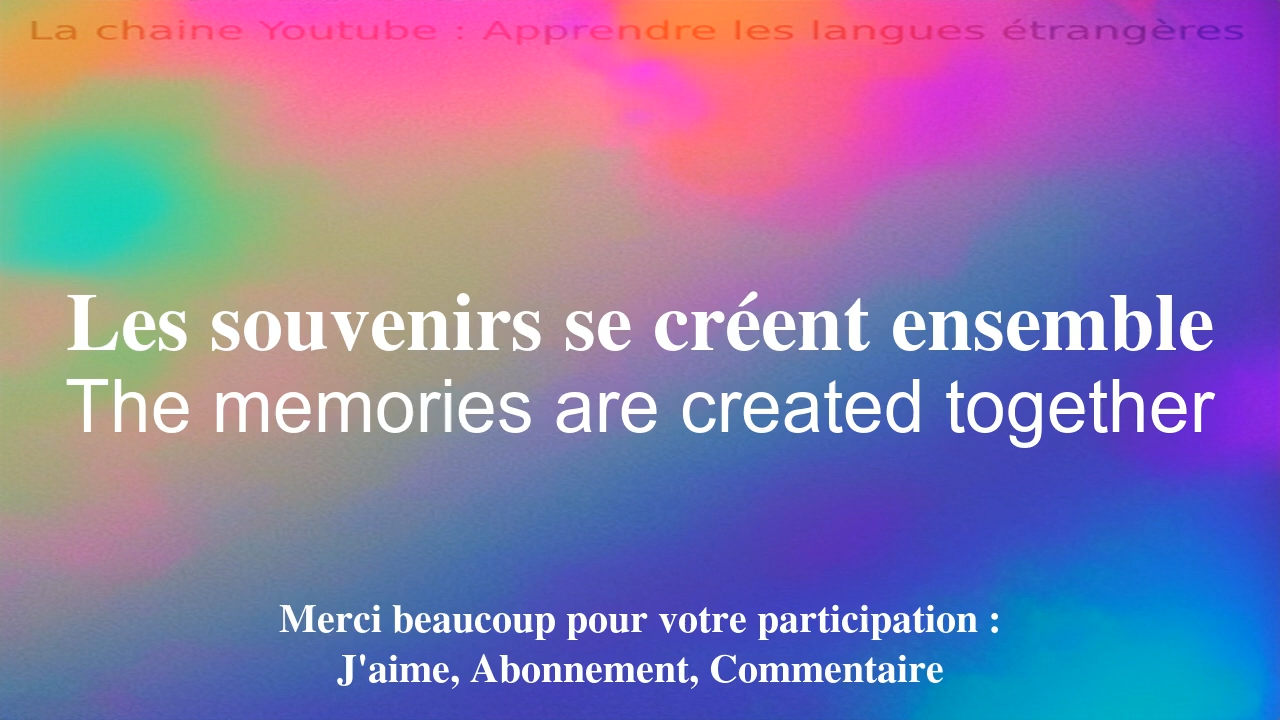 La chaine Youtube : Apprendre les langues étrangères
Les souvenirs se créent ensemble
The memories are created together
Merci beaucoup pour votre participation :
J'aime, Abonnement, Commentaire